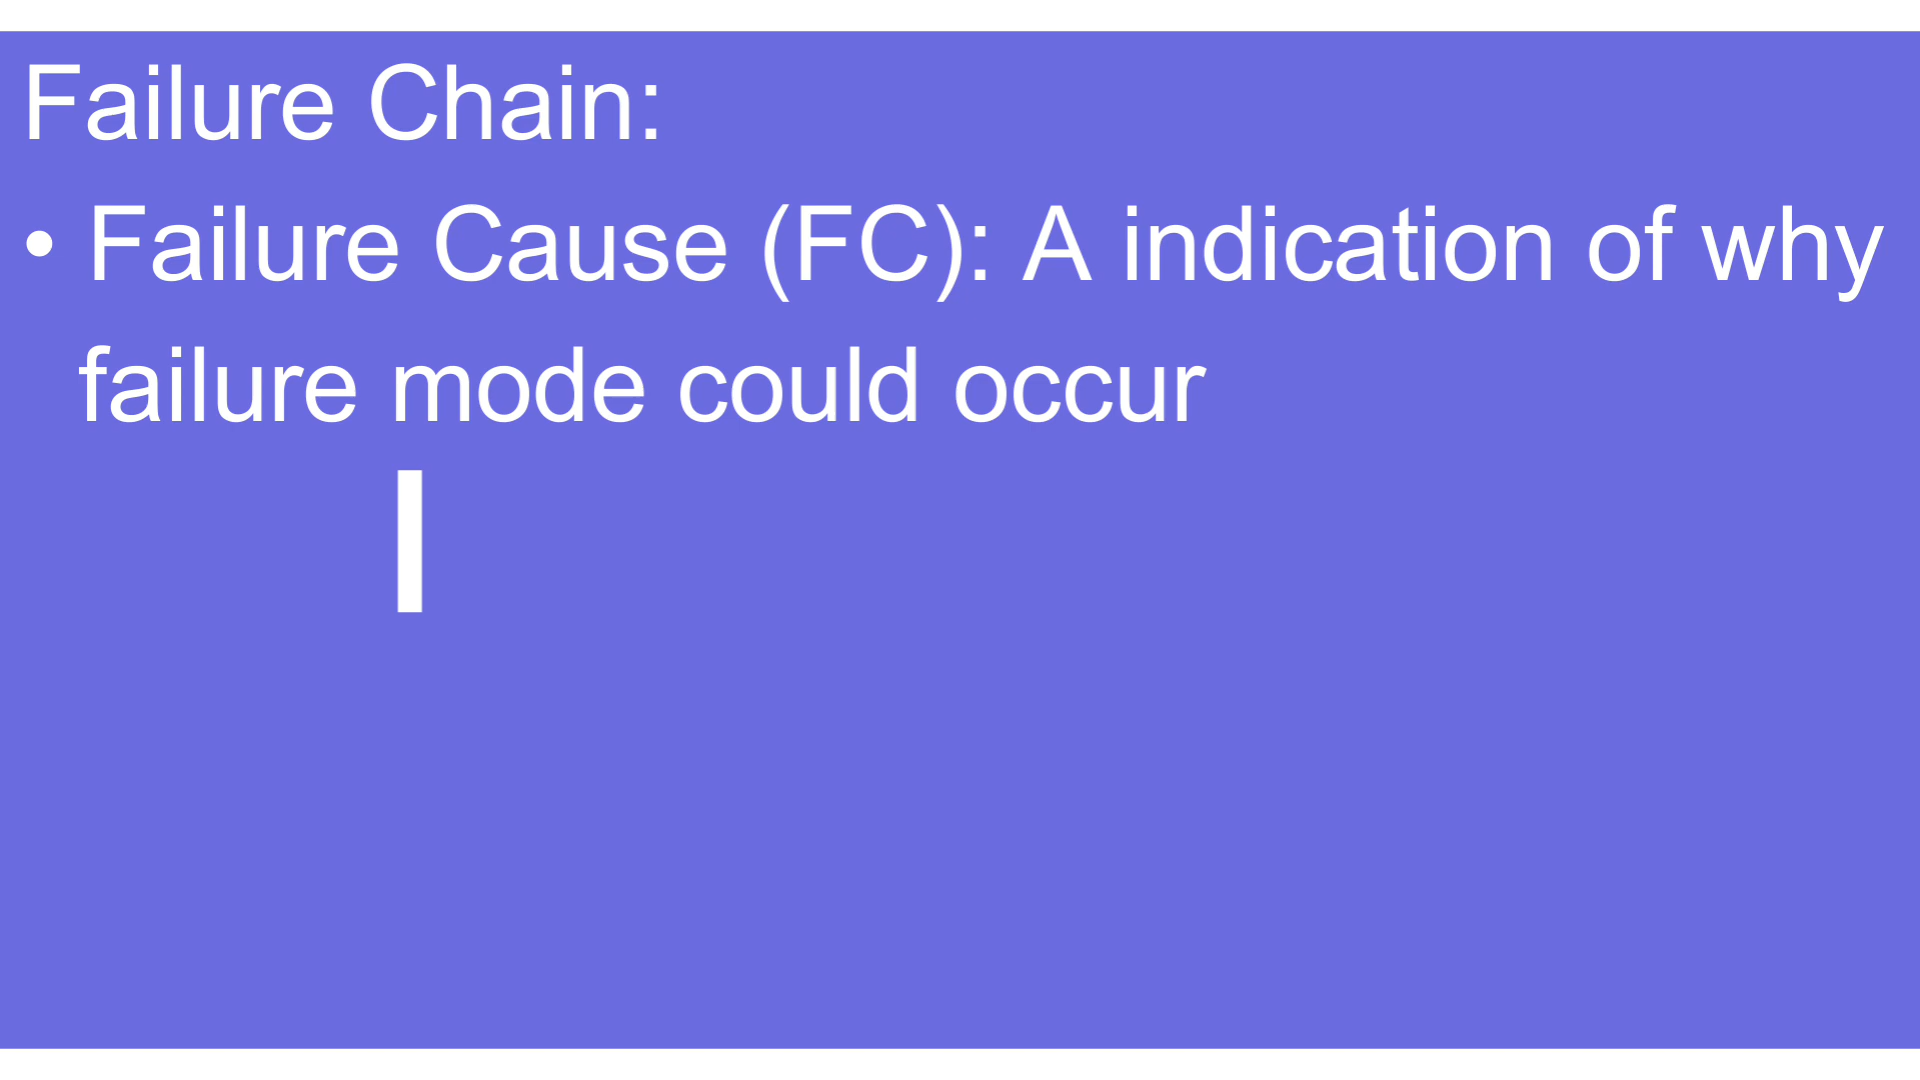 Failure Chain:
• Failure Cause (FC): A indication of why
failure mode could occur